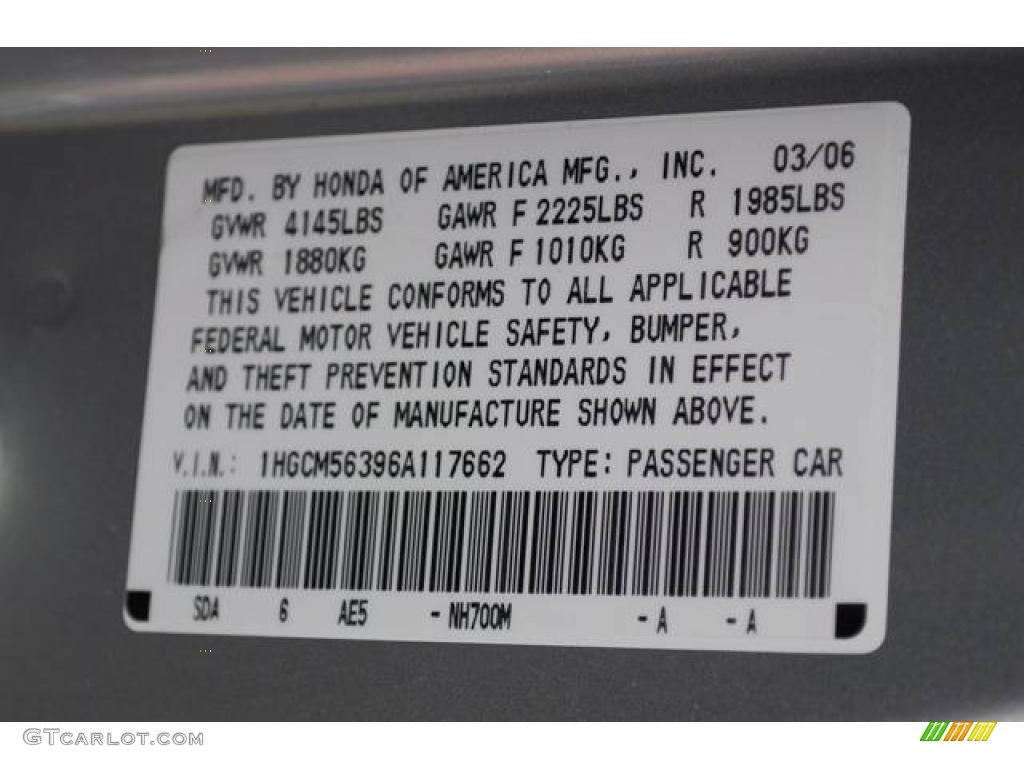 MFD. BY HONDA OF AMERICA MFG., INC. 03/06
GVWR 4145LBS GAWR F 2225LBS R 1985LBS
GVWR 1880KG GAWR F 1010KG R 900KG
THIS VEHICLE CONFORMS TO ALL APPLICABLE
FEDERAL MOTOR VEHICLE SAFETY, BUMPER,
AND THEFT PREVENTION STANDARDS IN EFFECT
ON THE DATE OF MANUFACTURE SHOWN ABOVE.
V.I.N.: 1HGCM56396A117662 TYPE: PASSENGER CAR
SDA 6 AE5 - NH700M - A - A
GTCARLOT.COM